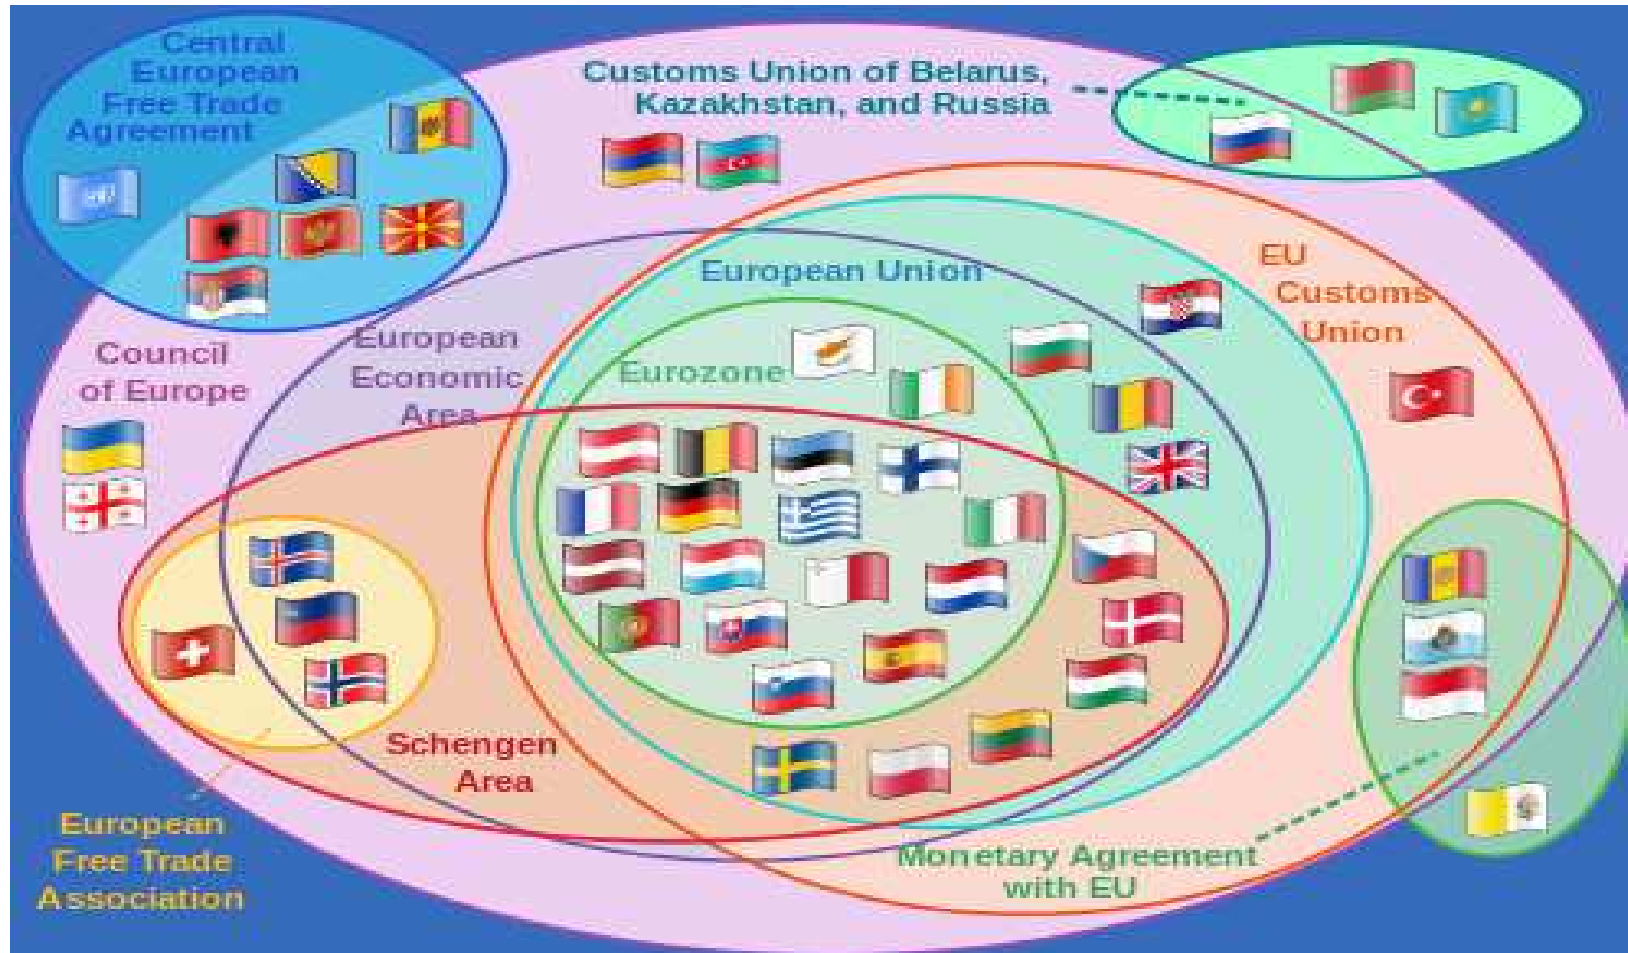 Central
European
Free Trade
Agreement
Customs Union of Belarus,
Kazakhstan, and Russia
European Union
EU
Customs
Union
Council
of Europe
European
Economic
Area
Eurozone
Schengen
Area
European
Free Trade
Association
Monetary Agreement
with EU